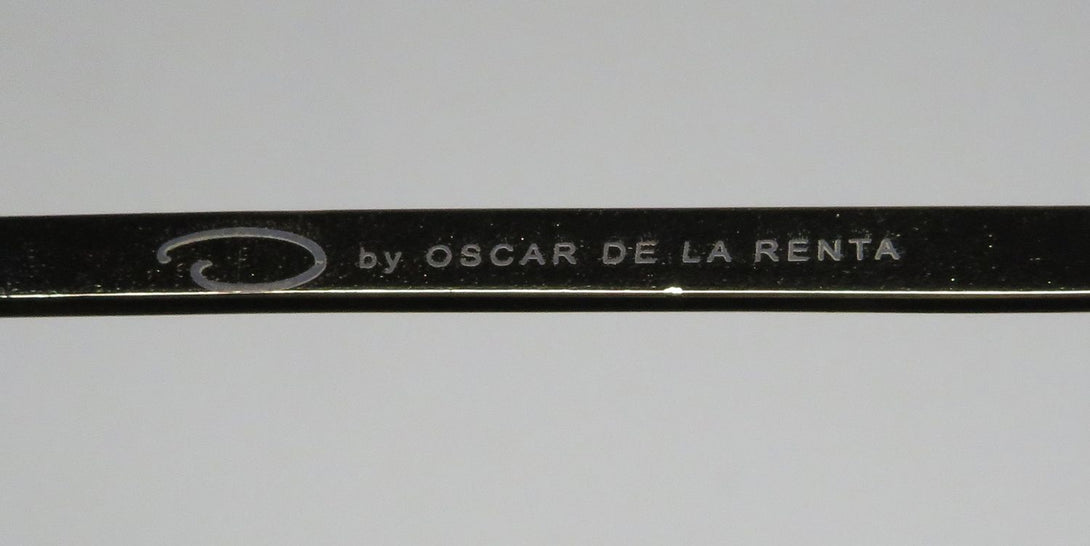 O by OSCAR DE LA RENTA